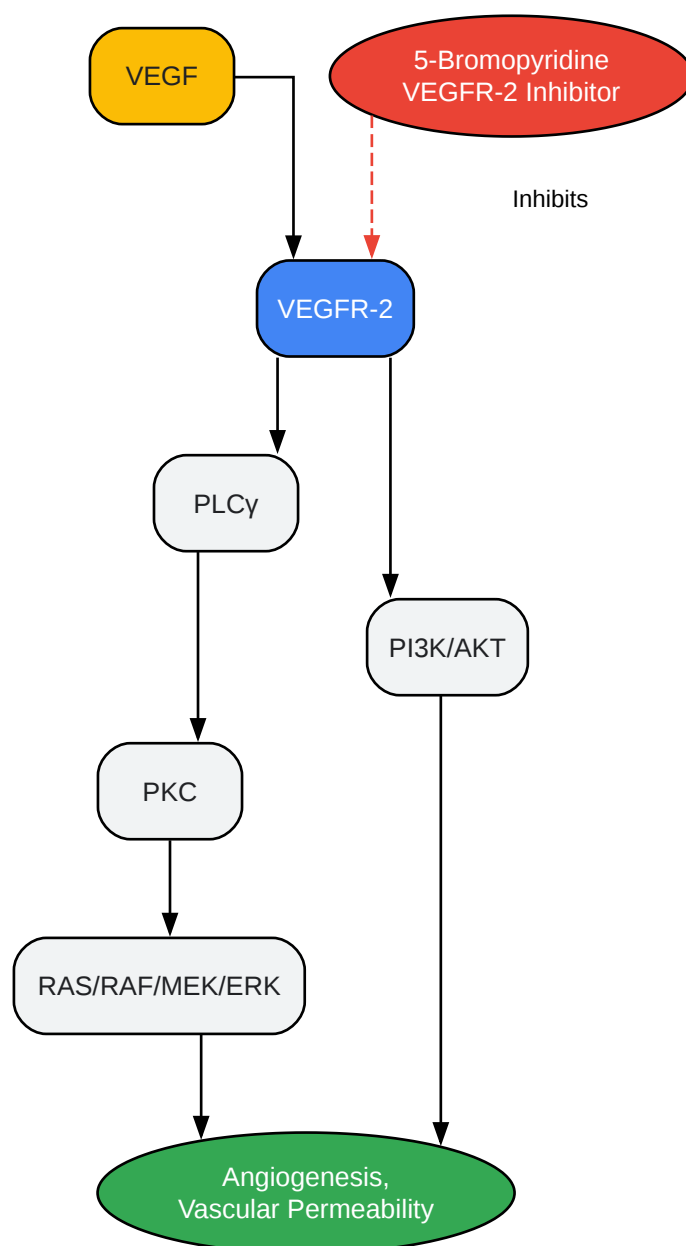 VEGF
5-Bromopyridine
VEGFR-2 Inhibitor
Inhibits
VEGFR-2
PLCγ
PI3K/AKT
PKC
RAS/RAF/MEK/ERK
Angiogenesis,
Vascular Permeability